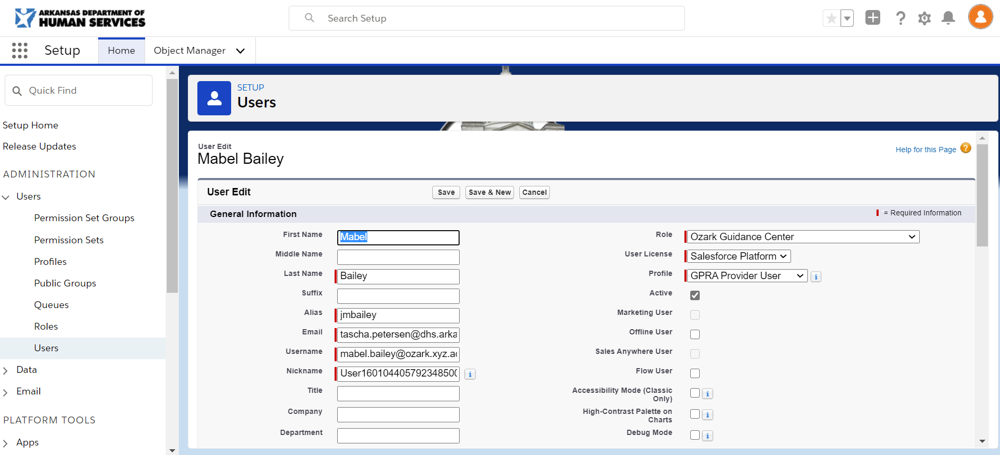 ARKANSAS DEPARTMENT OF
HUMAN SERVICES
Search Setup
Setup
Home
Object Manager
Quick Find
Setup Home
Release Updates
ADMINISTRATION
Users
Permission Set Groups
Permission Sets
Profiles
Public Groups
Queues
Roles
Users
Data
Email
PLATFORM TOOLS
Apps
SETUP
Users
User Edit
Mabel Bailey
Help for this Page
User Edit
Save
Save & New
Cancel
General Information
= Required Information
First Name
Mabel
Middle Name
Last Name
Bailey
Suffix
Alias
jmbailey
Email
tascha.petersen@dhs.arka
Username
mabel.bailey@ozark.xyz.ac
Nickname
User16010440579234850
Title
Company
Department
Role
Ozark Guidance Center
User License
Salesforce Platform
Profile
GPRA Provider User
Active
Marketing User
Offline User
Sales Anywhere User
Flow User
Accessibility Mode (Classic
Only)
High-Contrast Palette on
Charts
Debug Mode